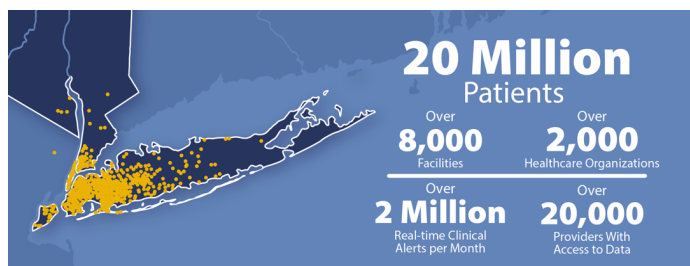 20 Million
Patients
Over
8,000
Facilities
Over
2,000
Healthcare Organizations
Over
2 Million
Real-time Clinical
Alerts per Month
Over
20,000
Providers With
Access to Data